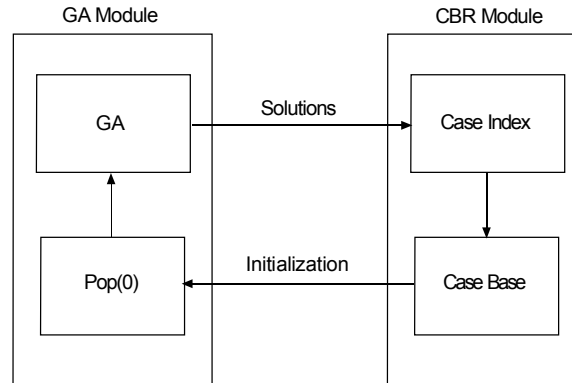 GA Module
CBR Module
GA
Solutions
Case Index
Pop(0)
Initialization
Case Base